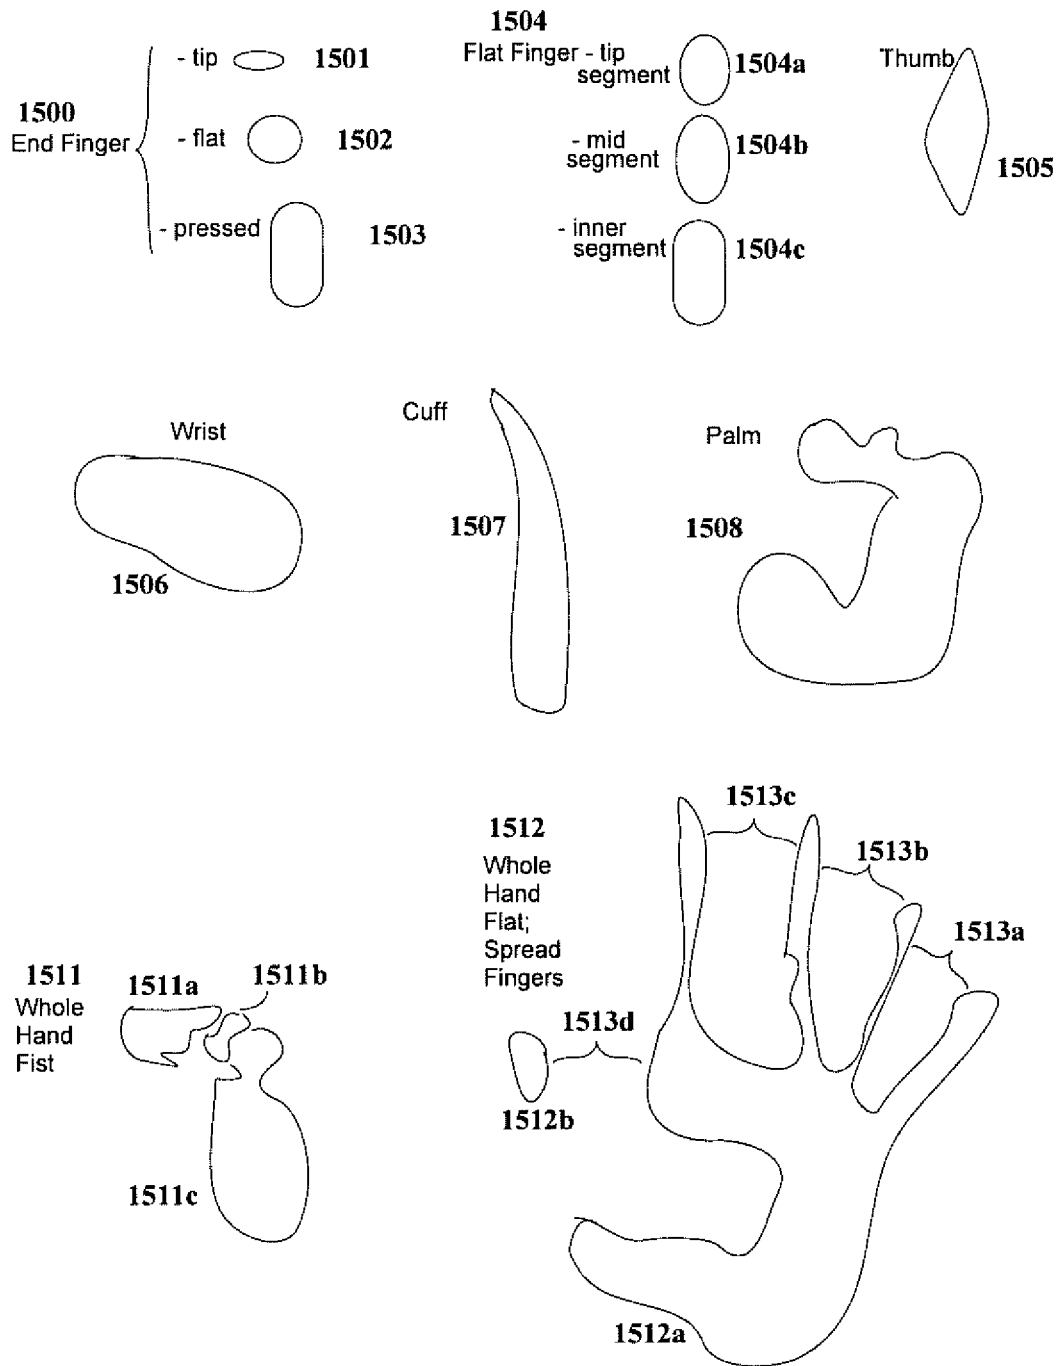 1500
End Finger
- tip
1501
- flat
1502
- pressed
1503
1504
Flat Finger - tip
segment
1504a
- mid
segment
1504b
- inner
segment
1504c
Thumb
1505
Wrist
1506
Cuff
1507
Palm
1508
1511
Whole
Hand
Fist
1511a
1511b
1511c
1512
Whole
Hand
Flat;
Spread
Fingers
1513c
1513b
1513a
1513d
1512b
1512a